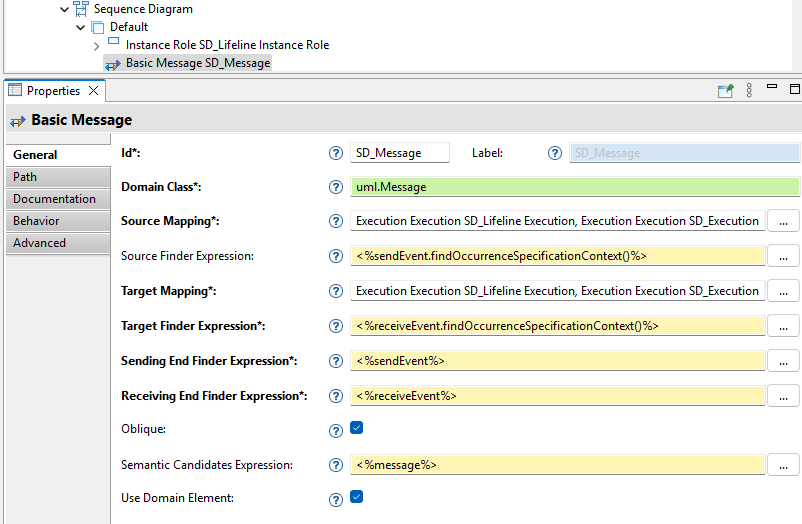 Sequence Diagram
Default
Instance Role SD_Lifeline Instance Role
Basic Message SD_Message
Properties
Basic Message
General
Path
Documentation
Behavior
Advanced
Id*: ? SD_Message Label: ? SD_Message
Domain Class*: ? uml.Message
Source Mapping*: ? Execution Execution SD_Lifeline Execution, Execution Execution SD_Execution ...
Source Finder Expression: ? <%sendEvent.findOccurrenceSpecificationContext()%> ...
Target Mapping*: ? Execution Execution SD_Lifeline Execution, Execution Execution SD_Execution ...
Target Finder Expression*: ? <%receiveEvent.findOccurrenceSpecificationContext()%> ...
Sending End Finder Expression*: ? <%sendEvent%> ...
Receiving End Finder Expression*: ? <%receiveEvent%> ...
Oblique: ?
Semantic Candidates Expression: ? <%message%> ...
Use Domain Element: ?